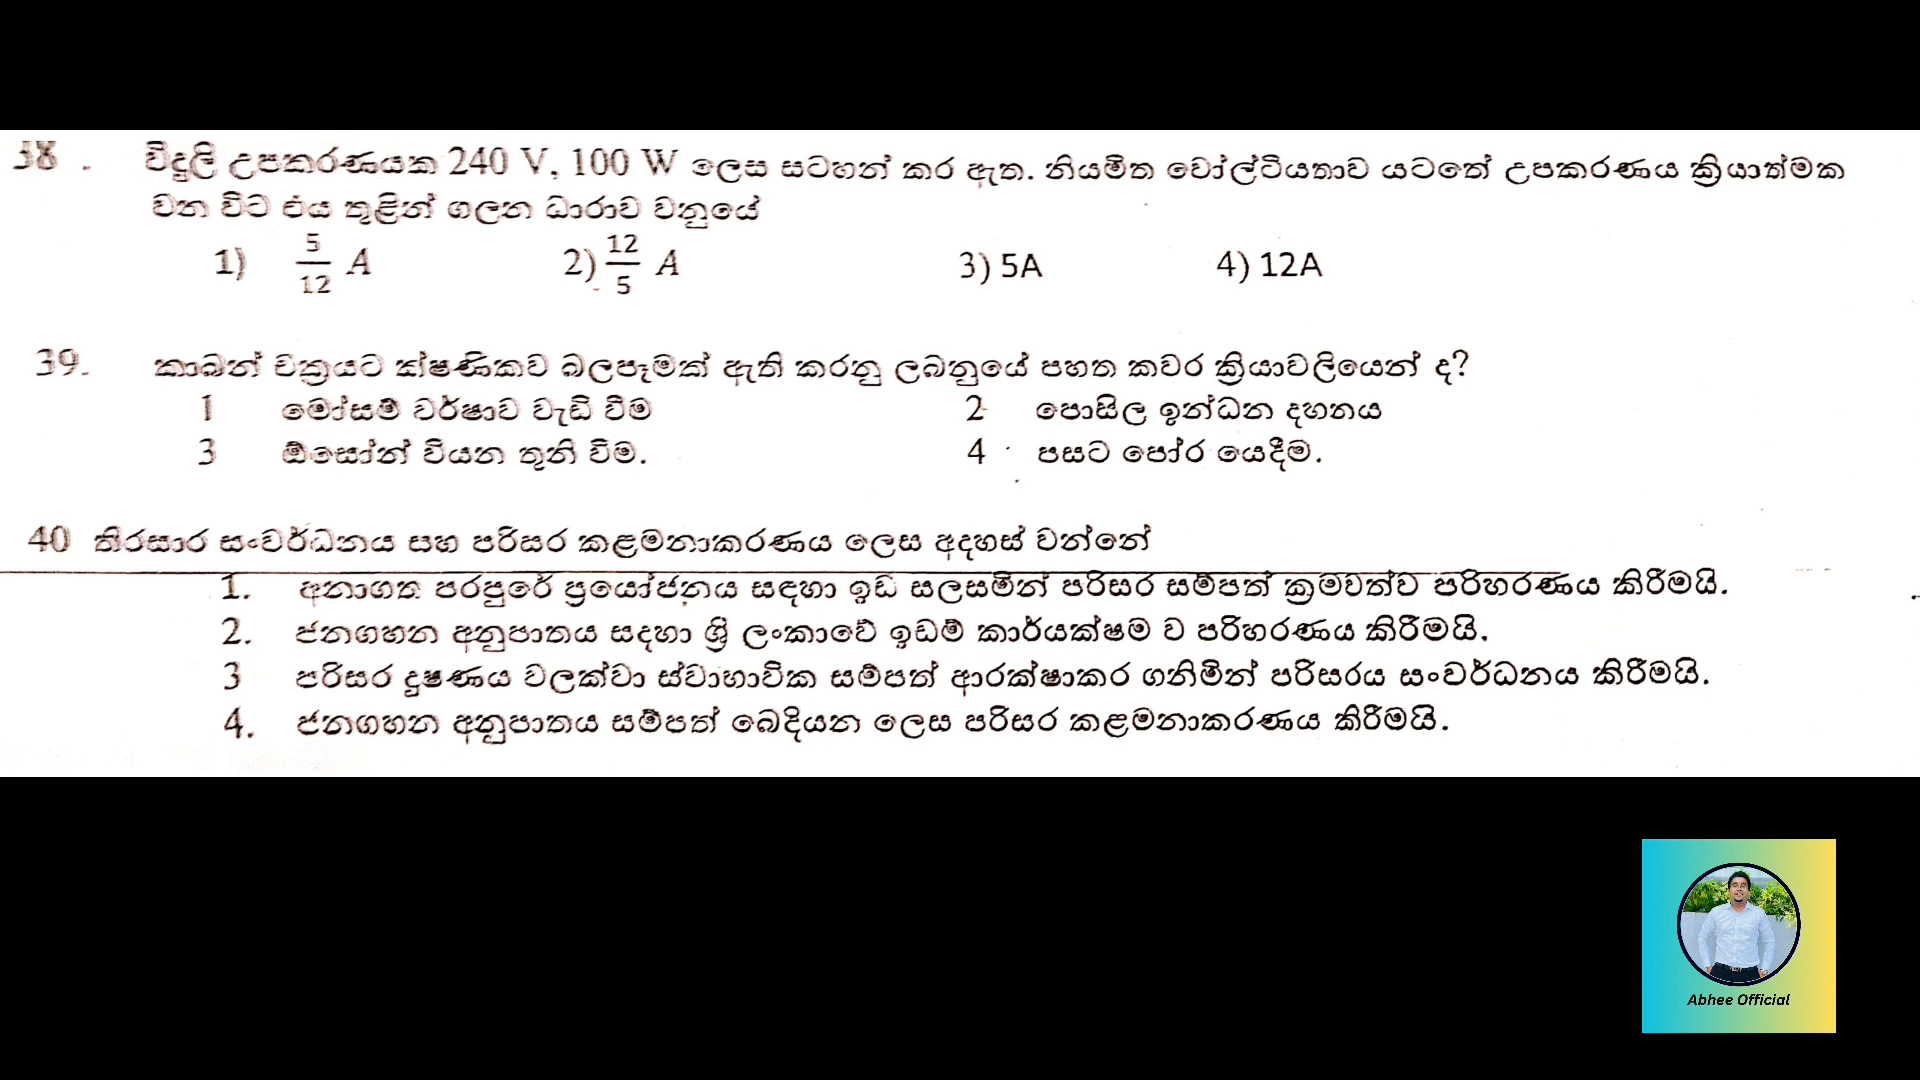 38 . විදුලි උපකරණයක 240 V, 100 W ලෙස සටහන් කර ඇත. නියමිත වෝල්ටීයතාව යටතේ උපකරණය ක්‍රියාත්මක
වන විට එය තුළින් ගලන ධාරාව වනුයේ
1) 5/12 A 2) 12/5 A 3) 5A 4) 12A
39. කාබන් චක්‍රයට ක්ෂණිකව බලපෑමක් ඇති කරනු ලබනුයේ පහත කවර ක්‍රියාවලියෙන් ද?
1 මෝසම් වර්ෂාව වැඩි වීම 2 පොසිල ඉන්ධන දහනය
3 ඕසෝන් වියන තුනී වීම. 4 පසට පෝර යෙදීම.
40 තිරසාර සංවර්ධනය සහ පරිසර කළමනාකරණය ලෙස අදහස් වන්නේ
1. අනාගත පරපුරේ ප්‍රයෝජනය සඳහා ඉඩ සලසමින් පරිසර සම්පත් ක්‍රමවත්ව පරිහරණය කිරීමයි.
2. ජනගහන අනුපාතය සදහා ශ්‍රී ලංකාවේ ඉඩම් කාර්යක්ෂම ව පරිහරණය කිරීමයි.
3 පරිසර දූෂණය වලක්වා ස්වාභාවික සම්පත් ආරක්ෂාකර ගනිමින් පරිසරය සංවර්ධනය කිරීමයි.
4. ජනගහන අනුපාතය සම්පත් බෙදියන ලෙස පරිසර කළමනාකරණය කිරීමයි.
Abhee Official